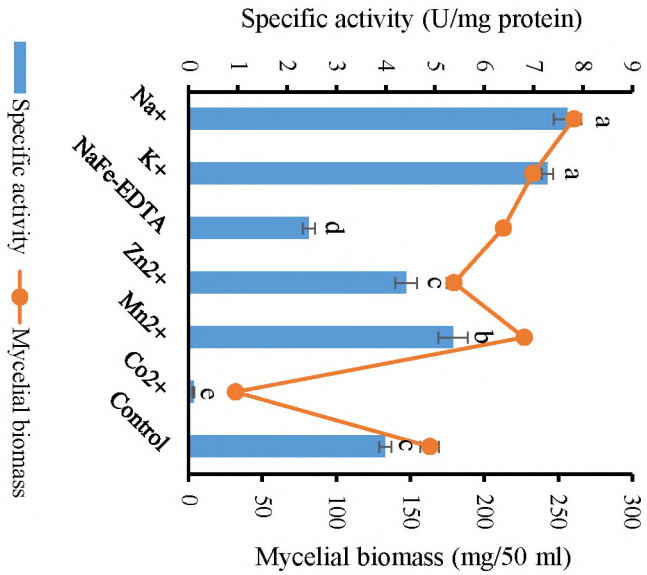 Specific activity (U/mg protein)
0 1 2 3 4 5 6 7 8 9
Na+
K+
NaFe-EDTA
Zn2+
Mn2+
Co2+
Control
a
a
d
c
b
e
c
0 50 100 150 200 250 300
Mycelial biomass (mg/50 ml)
Specific activity
Mycelial biomass